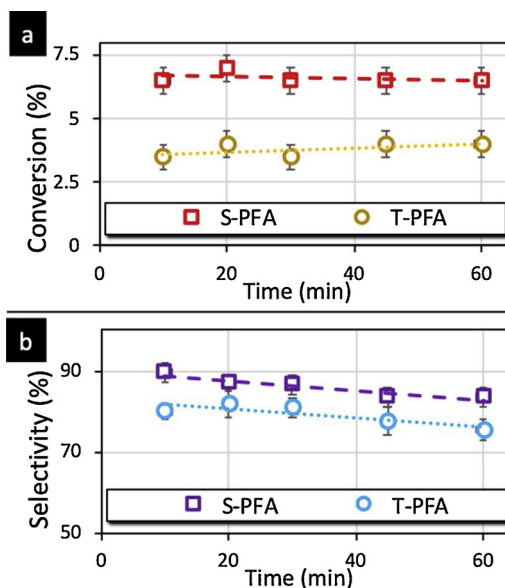 a
7.5
5
2.5
0
Conversion (%)
S-PFA
T-PFA
0
20
40
60
Time (min)
b
90
70
50
Selectivity (%)
S-PFA
T-PFA
0
20
40
60
Time (min)